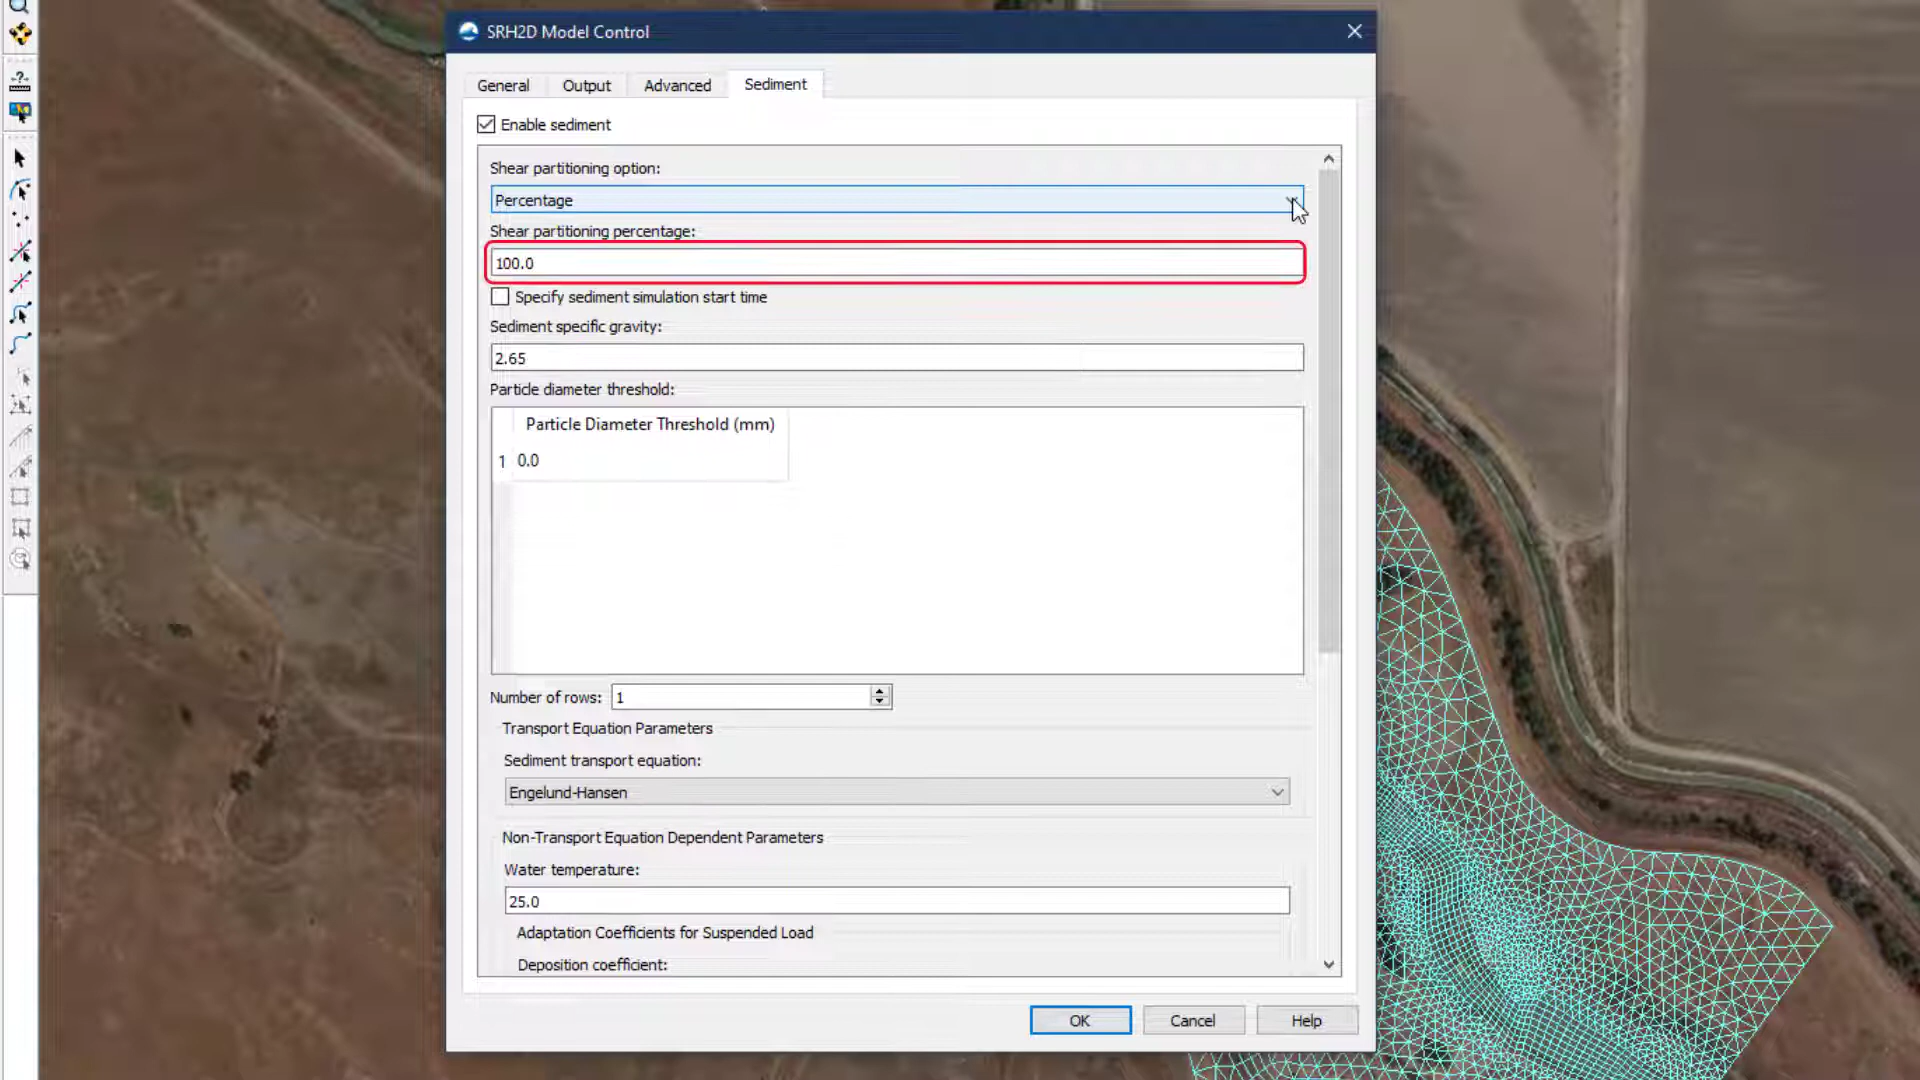 SRH2D Model Control
General Output Advanced Sediment
Enable sediment
Shear partitioning option:
Percentage
Shear partitioning percentage:
100.0
Specify sediment simulation start time
Sediment specific gravity:
2.65
Particle diameter threshold:
Particle Diameter Threshold (mm)
1 0.0
Number of rows: 1
Transport Equation Parameters
Sediment transport equation:
Engelund-Hansen
Non-Transport Equation Dependent Parameters
Water temperature:
25.0
Adaptation Coefficients for Suspended Load
Deposition coefficient:
OK Cancel Help